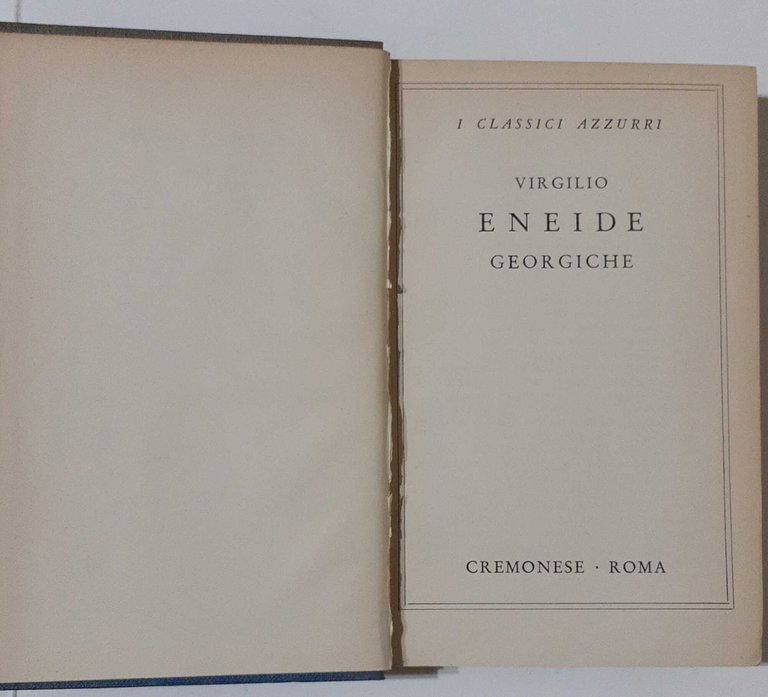 I CLASSICI AZZURRI
VIRGILIO
ENEIDE
GEORGICHE
CREMONESE · ROMA